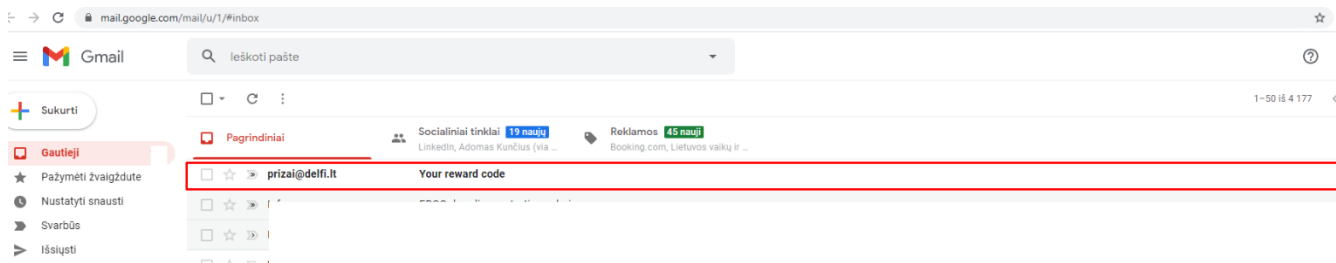 mail.google.com/mail/u/1/#inbox
Gmail
Ieškoti pašte
Sukurti
1–50 iš 4 177
Pagrindiniai
Socialiniai tinklai 19 naujų
LinkedIn, Adomas Kunčius (via ...
Reklamos 45 nauji
Booking.com, Lietuvos vaikų ir ...
Gautieji
prizai@delfi.lt Your reward code
Pažymėti žvaigždute
Nustatyti snausti
Svarbūs
Išsiųsti